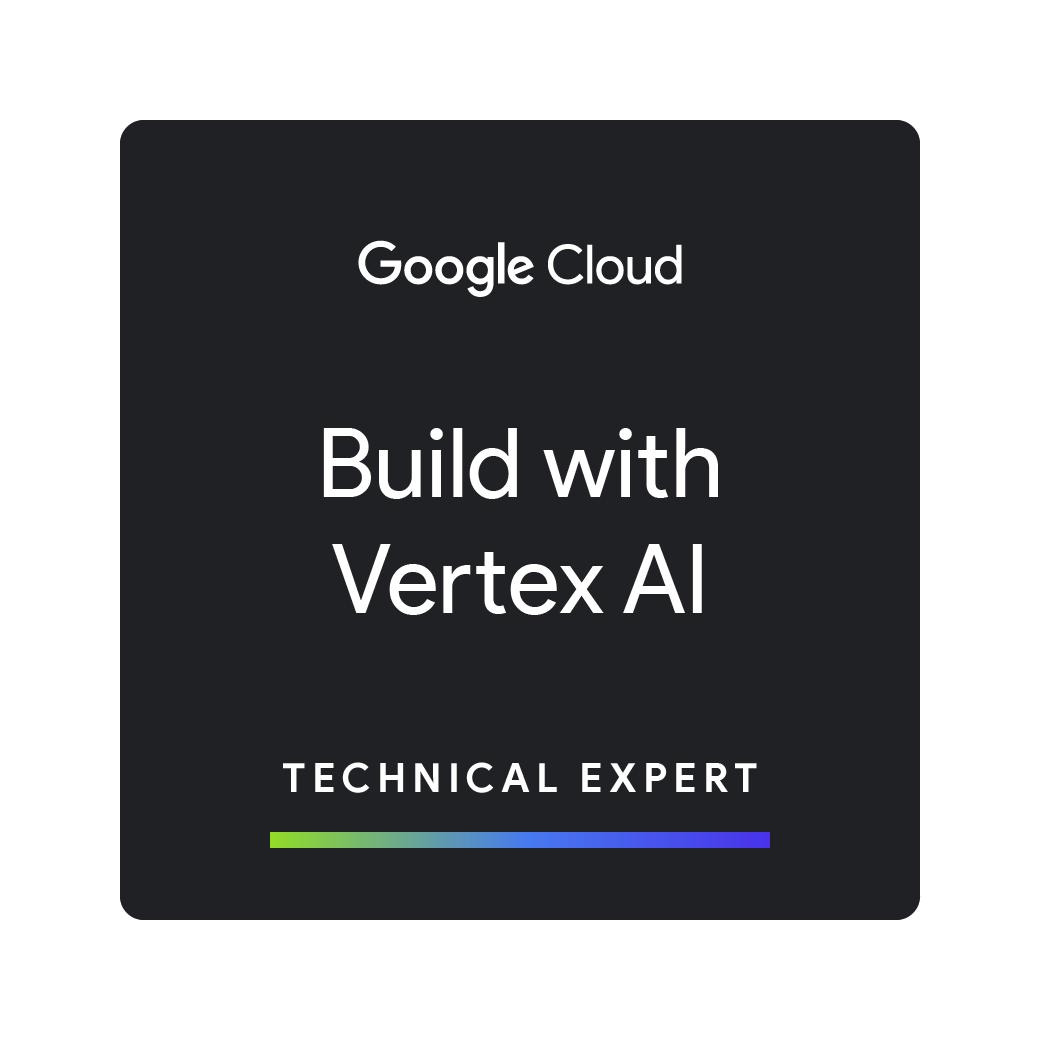 Google Cloud
Build with
Vertex AI
TECHNICAL EXPERT